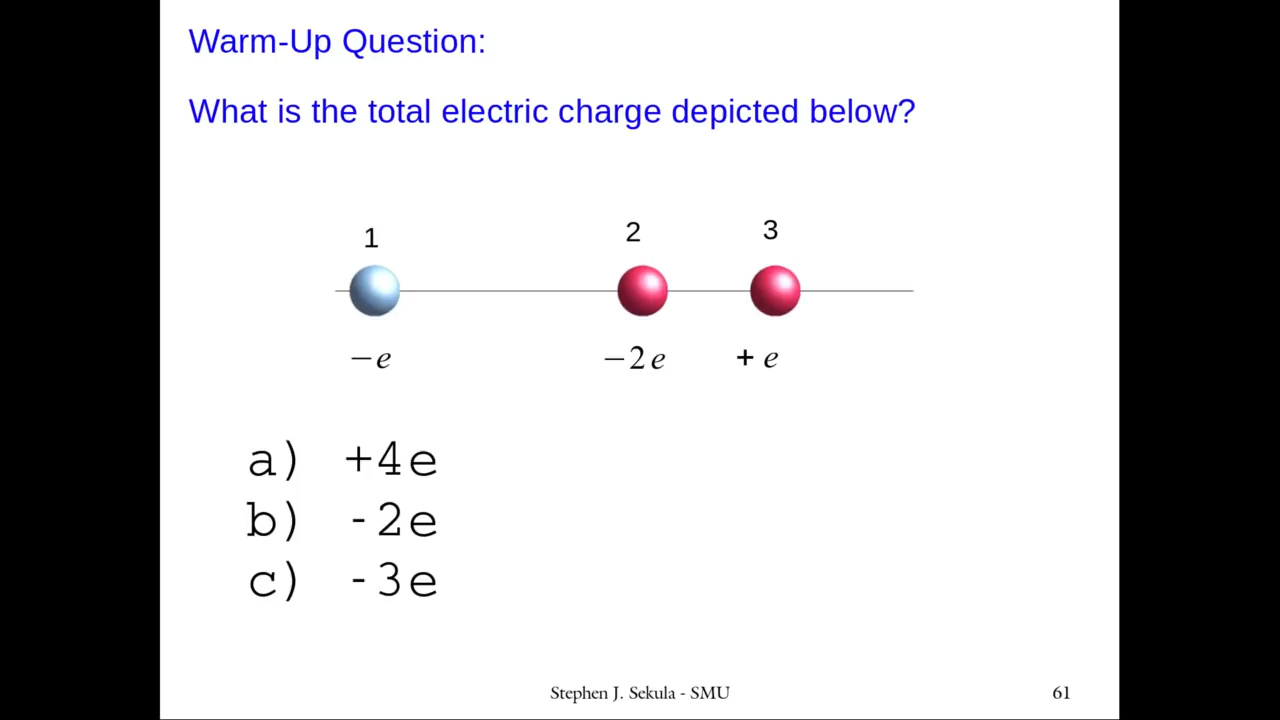 Warm-Up Question:
What is the total electric charge depicted below?
1 2 3
−e −2e + e
a) +4e
b) -2e
c) -3e
Stephen J. Sekula - SMU 61